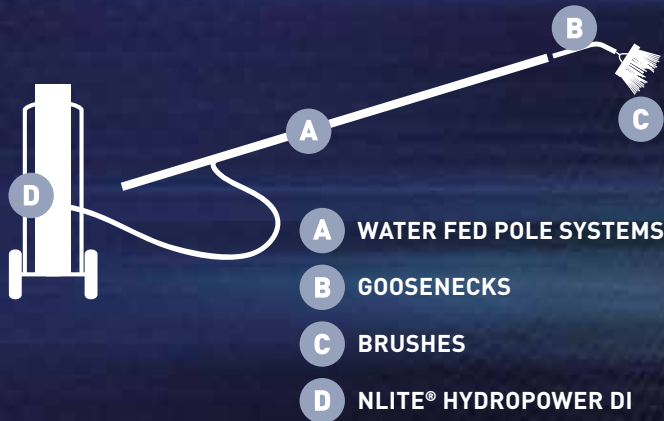 B
C
A
D
A WATER FED POLE SYSTEMS
B GOOSENECKS
C BRUSHES
D NLITE® HYDROPOWER DI